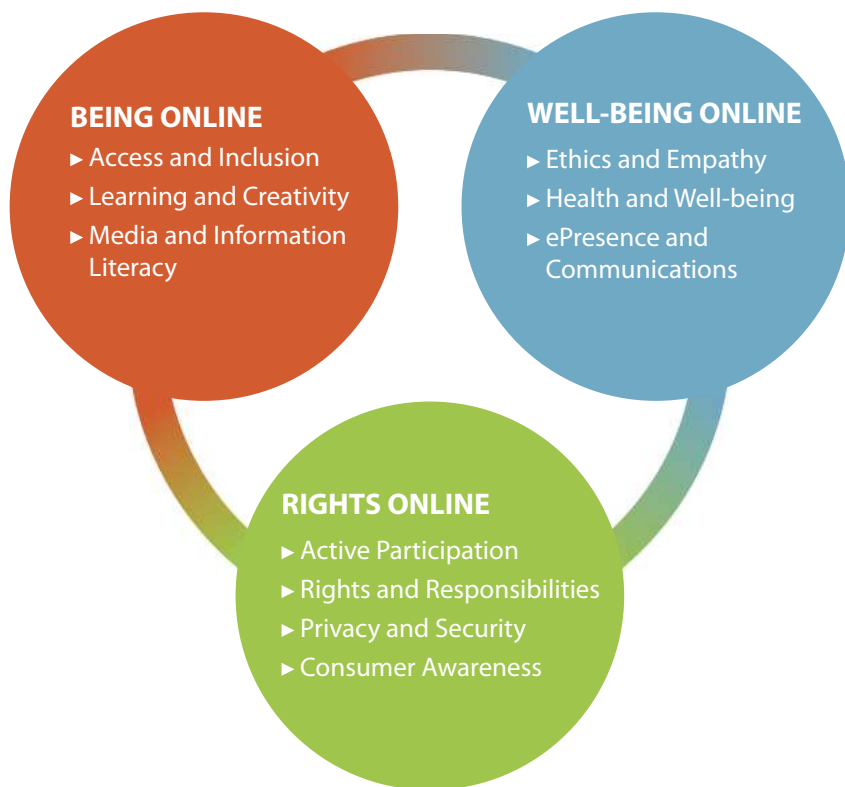 BEING ONLINE
▸ Access and Inclusion
▸ Learning and Creativity
▸ Media and Information
Literacy
WELL-BEING ONLINE
▸ Ethics and Empathy
▸ Health and Well-being
▸ ePresence and
Communications
RIGHTS ONLINE
▸ Active Participation
▸ Rights and Responsibilities
▸ Privacy and Security
▸ Consumer Awareness